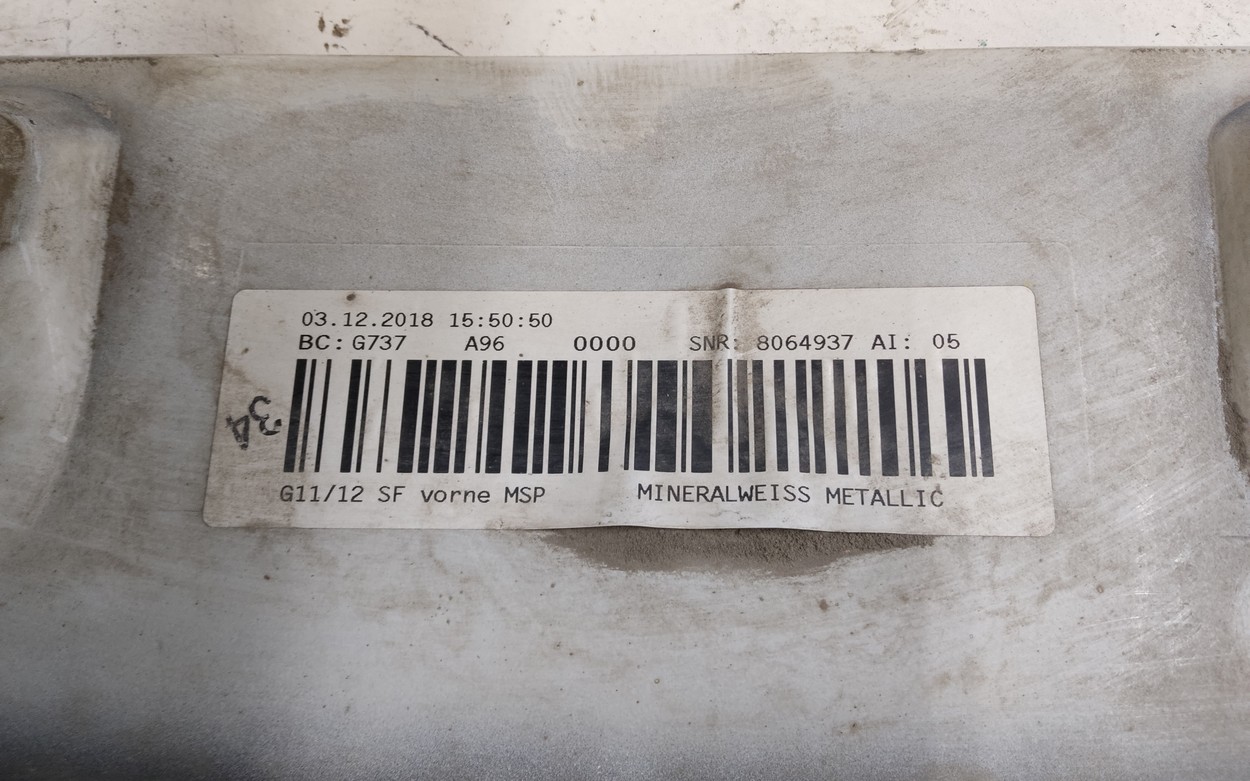 03.12.2018 15:50:50
BC: G737 A96 0000 SNR: 8064937 AI: 05
34
G11/12 SF vorne MSP MINERALWEISS METALLIC